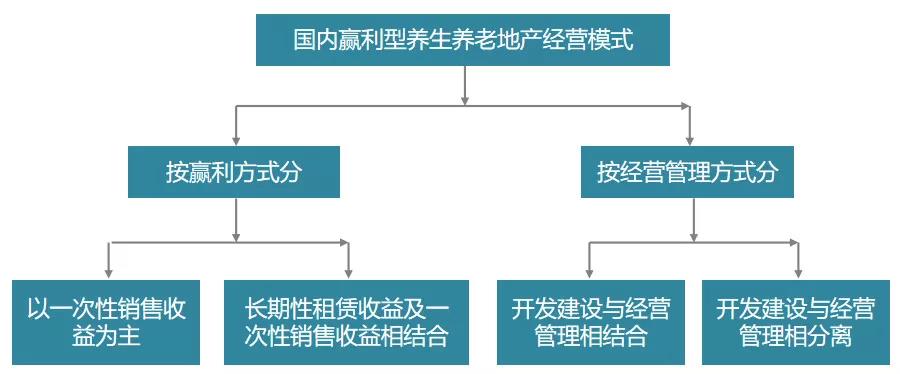 国内赢利型养生养老地产经营模式
按赢利方式分
按经营管理方式分
以一次性销售收
益为主
长期性租赁收益及一
次性销售收益相结合
开发建设与经营
管理相结合
开发建设与经营
管理相分离